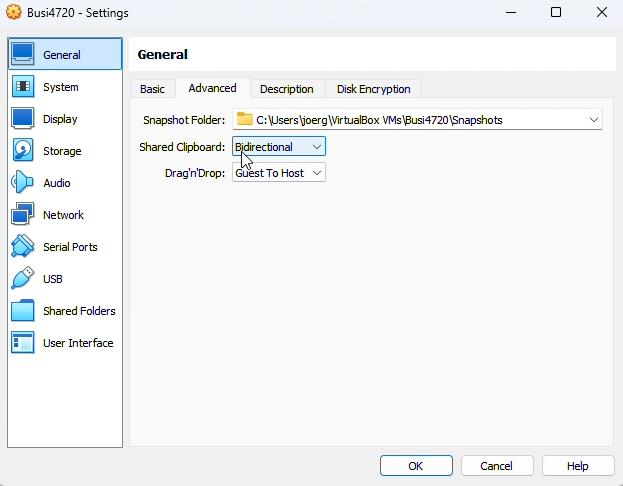 Busi4720 - Settings
General
System
Display
Storage
Audio
Network
Serial Ports
USB
Shared Folders
User Interface
General
Basic Advanced Description Disk Encryption
Snapshot Folder: C:\Users\joerg\VirtualBox VMs\Busi4720\Snapshots
Shared Clipboard: Bidirectional
Drag'n'Drop: Guest To Host
OK Cancel Help